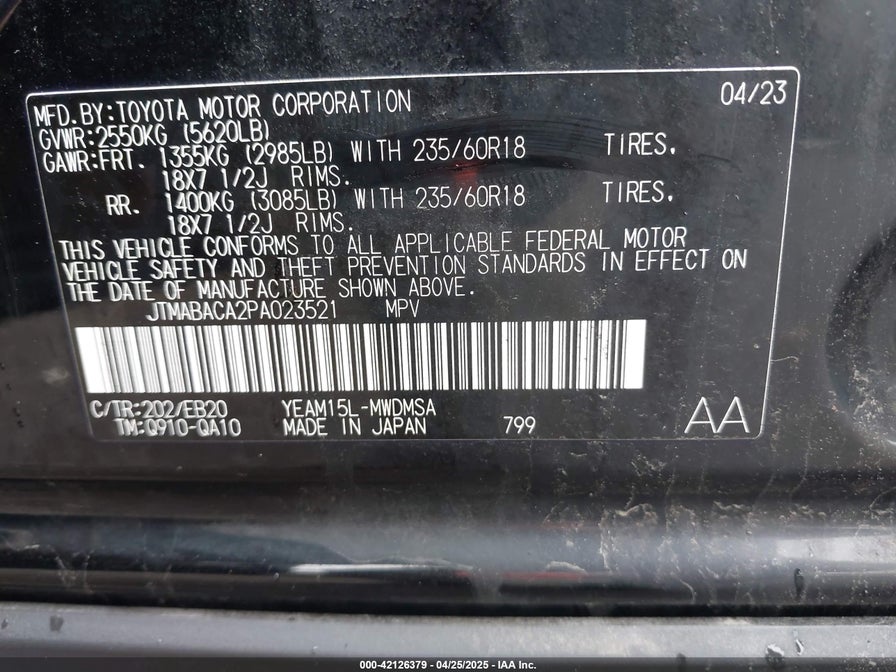 MFD.BY:TOYOTA MOTOR CORPORATION 04/23
GVWR:2550KG (5620LB)
GAWR:FRT. 1355KG (2985LB) WITH 235/60R18 TIRES.
18X7 1/2J RIMS.
RR. 1400KG (3085LB) WITH 235/60R18 TIRES.
18X7 1/2J RIMS.
THIS VEHICLE CONFORMS TO ALL APPLICABLE FEDERAL MOTOR
VEHICLE SAFETY AND THEFT PREVENTION STANDARDS IN EFFECT ON
THE DATE OF MANUFACTURE SHOWN ABOVE.
JTMABACA2PA023521 MPV
C/TR:202/EB20 YEAM15L-MWDMSA
TM:Q910-QA10 MADE IN JAPAN 799 AA
000-42126379 - 04/25/2025 - IAA Inc.